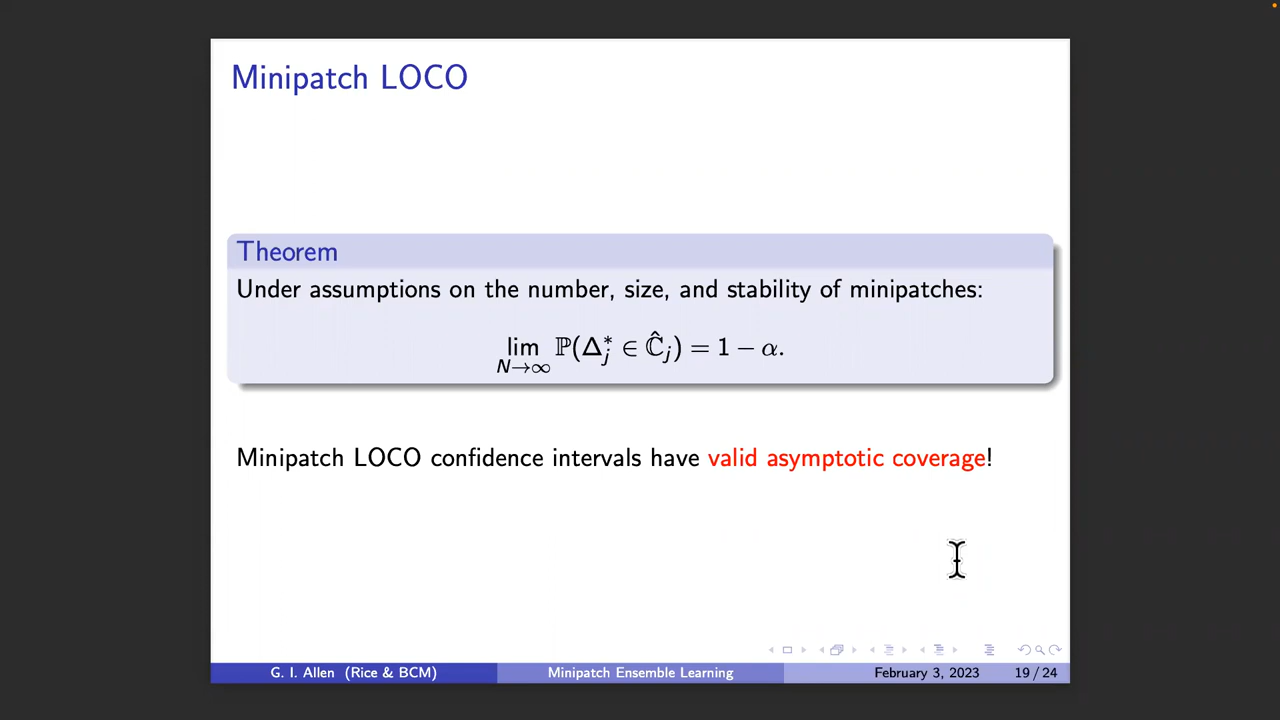 Minipatch LOCO
Theorem
Under assumptions on the number, size, and stability of minipatches:
lim N→∞ ℙ(Δ*_j ∈ Ĉ_j) = 1 − α.
Minipatch LOCO confidence intervals have valid asymptotic coverage!
G. I. Allen (Rice & BCM) Minipatch Ensemble Learning February 3, 2023 19 / 24